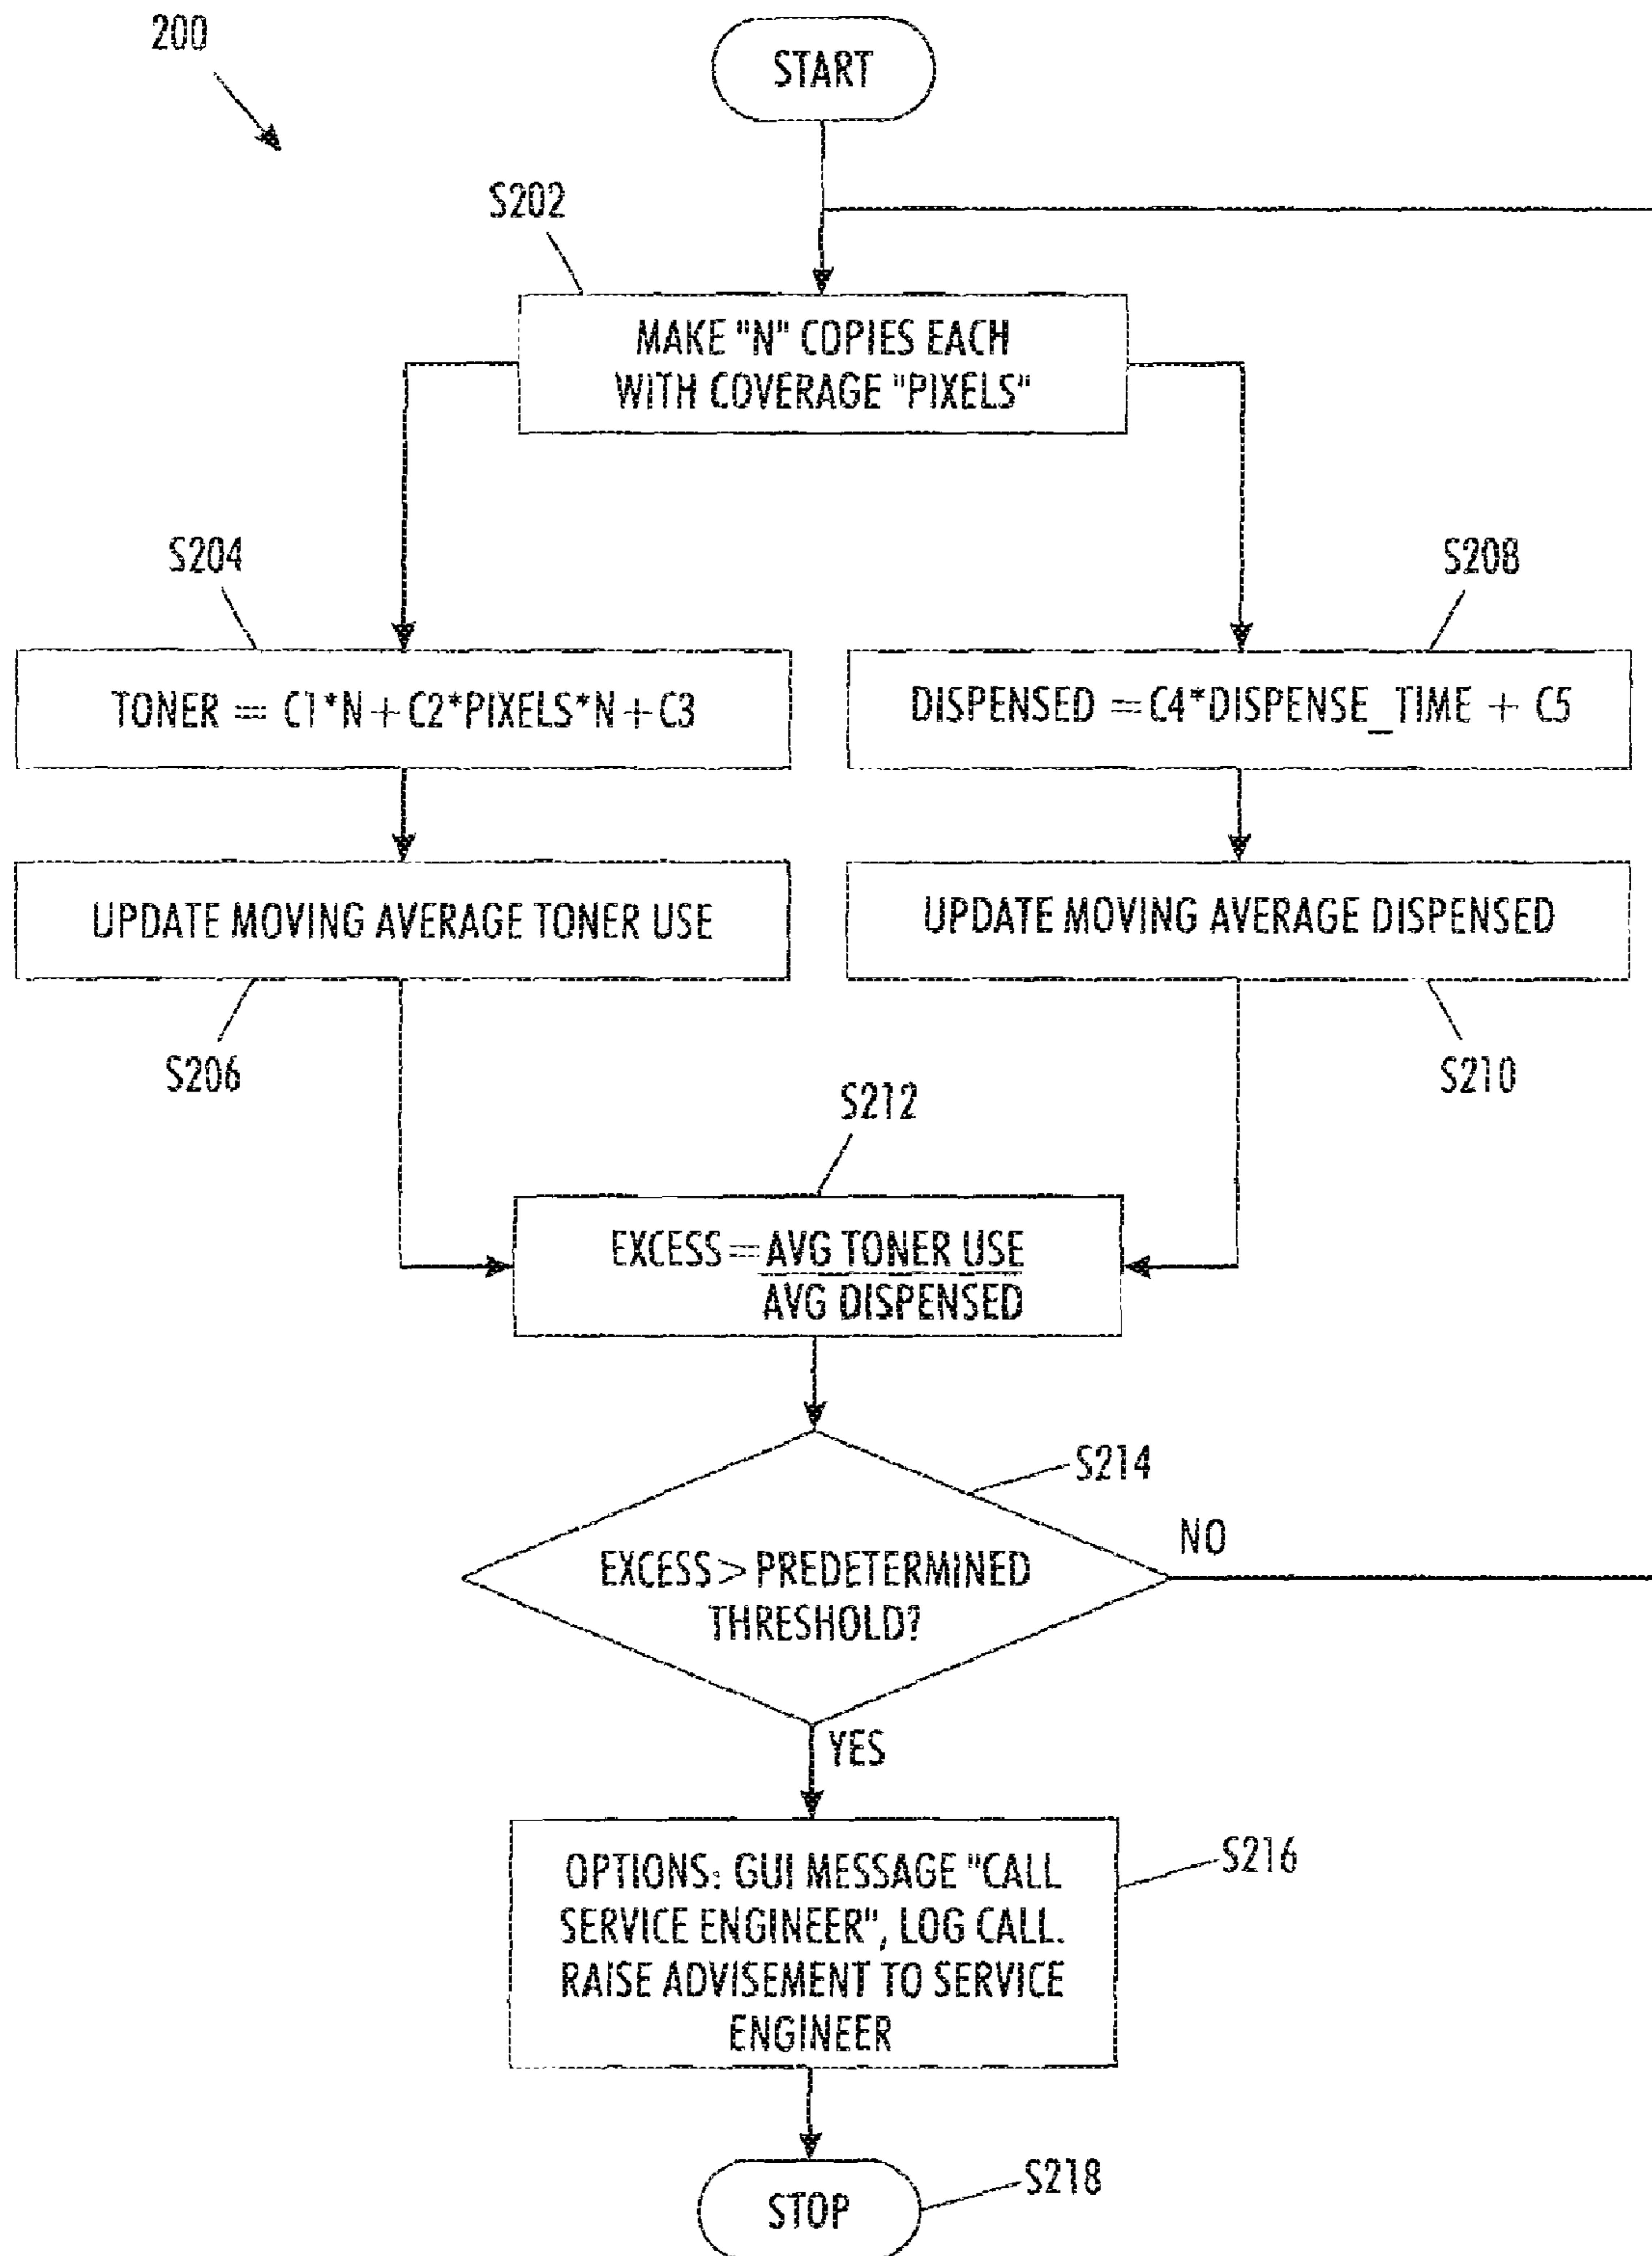 200
START
S202
MAKE "N" COPIES EACH
WITH COVERAGE "PIXELS"
S204
S208
TONER = C1*N+C2*PIXELS*N+C3
DISPENSED =C4*DISPENSE_TIME + C5
UPDATE MOVING AVERAGE TONER USE
UPDATE MOVING AVERAGE DISPENSED
S206
S210
S212
EXCESS=AVG TONER USE
AVG DISPENSED
S214
NO
EXCESS>PREDETERMINED
THRESHOLD?
YES
S216
OPTIONS: GUI MESSAGE "CALL
SERVICE ENGINEER", LOG CALL.
RAISE ADVISEMENT TO SERVICE
ENGINEER
S218
STOP